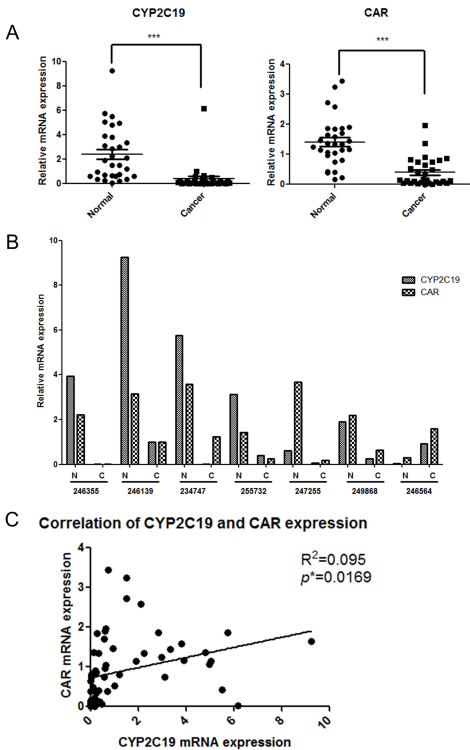 CYP2C19 CAR
A
*** ***
Relative mRNA expression
10
8
6
4
2
0
Normal Cancer
Relative mRNA expression
4
3
2
1
0
Normal Cancer
B
Relative mRNA expression
10
8
6
4
2
0
CYP2C19
CAR
N C N C N C N C N C N C N C
246355 246139 234747 255732 247255 249868 246564
C Correlation of CYP2C19 and CAR expression
R2=0.095
p*=0.0169
CAR mRNA expression
4
3
2
1
0
0 2 4 6 8 10
CYP2C19 mRNA expression